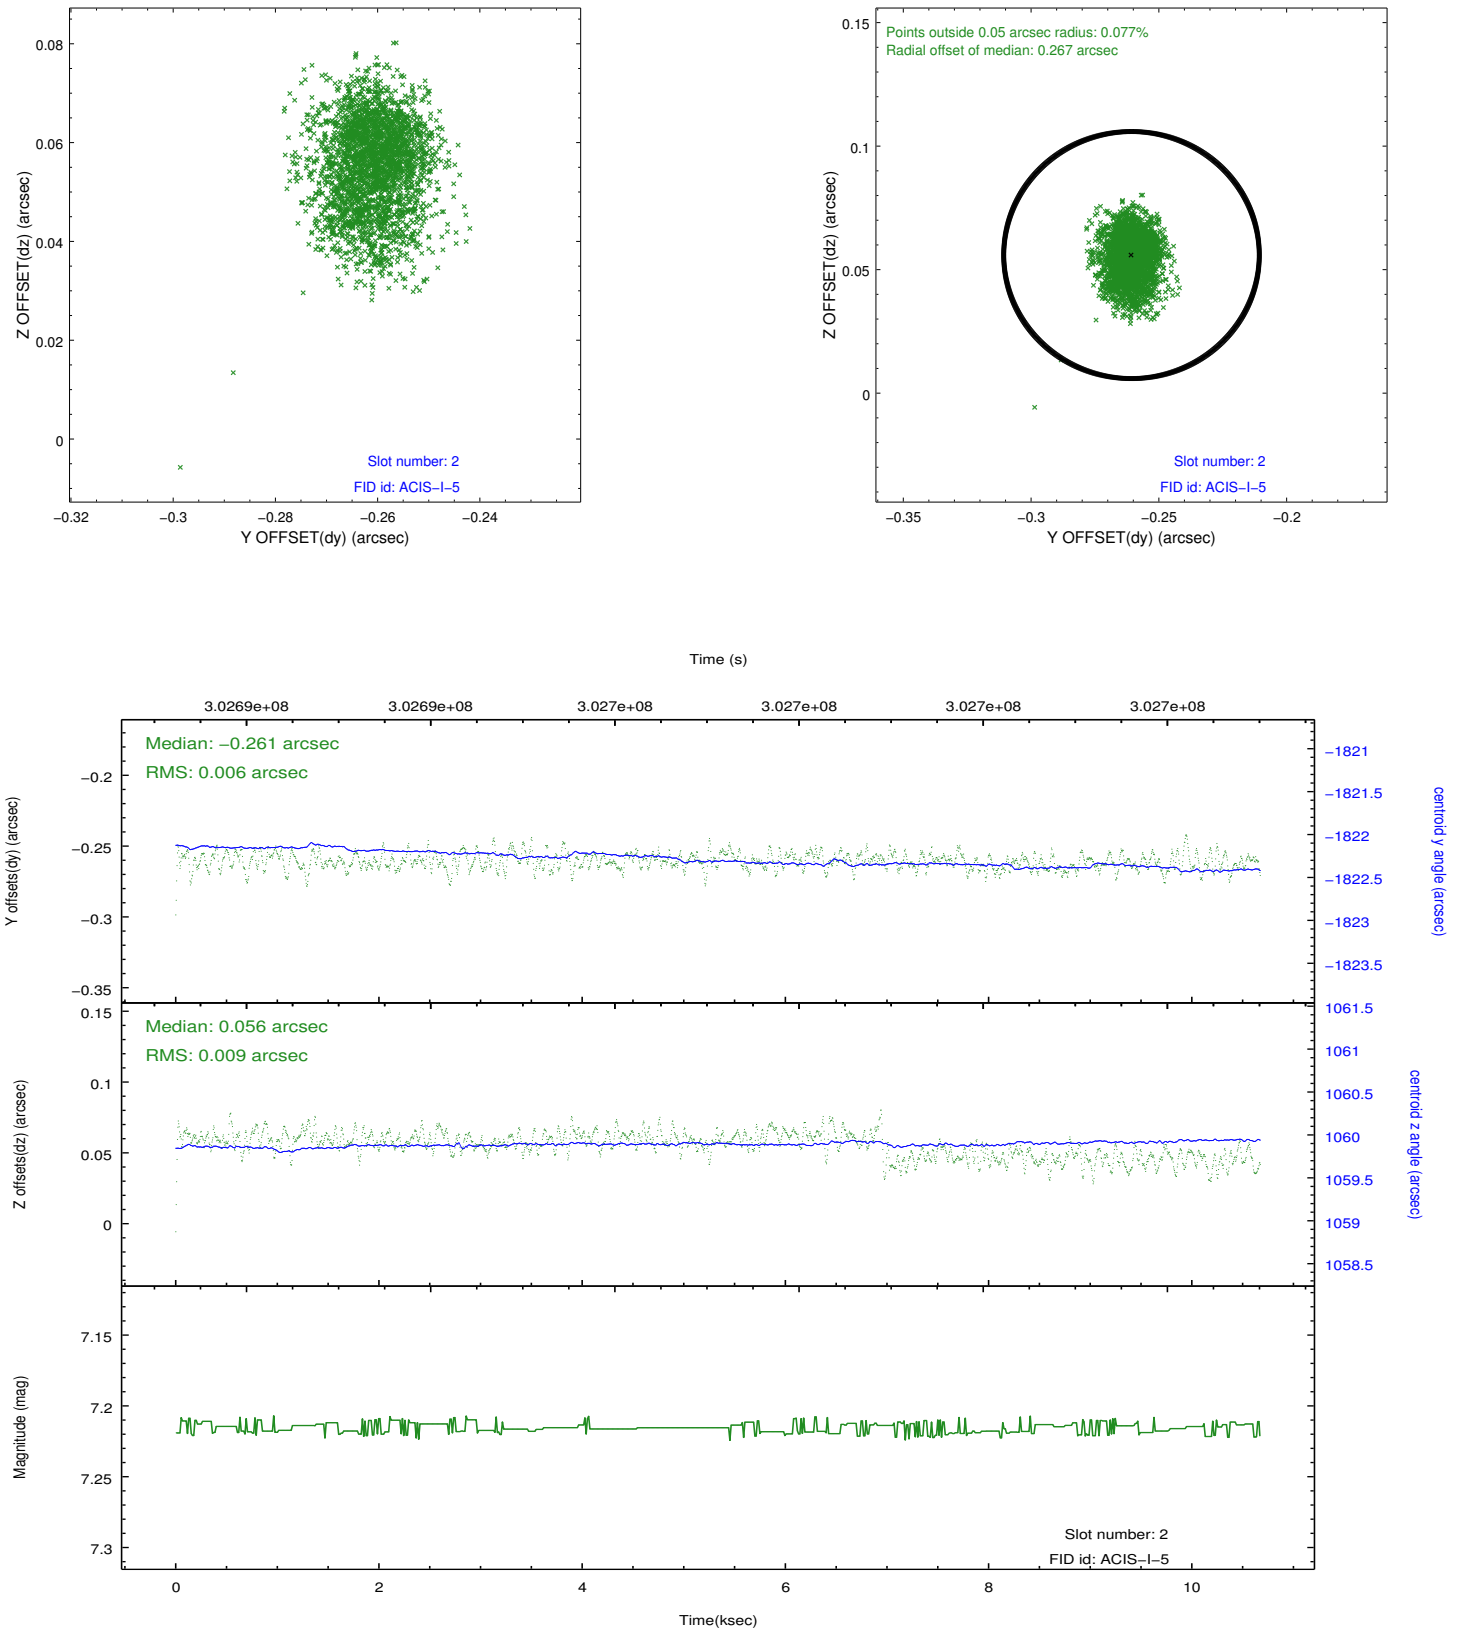 0.08
0.06
0.04
0.02
0
Z OFFSET(dz) (arcsec)
−0.32
−0.3
−0.28
−0.26
−0.24
Y OFFSET(dy) (arcsec)
Slot number: 2
FID id: ACIS−I−5
Points outside 0.05 arcsec radius: 0.077%
Radial offset of median: 0.267 arcsec
0.15
0.1
0.05
0
Z OFFSET(dz) (arcsec)
−0.35
−0.3
−0.25
−0.2
Y OFFSET(dy) (arcsec)
Slot number: 2
FID id: ACIS−I−5
Time (s)
3.0269e+08
3.0269e+08
3.027e+08
3.027e+08
3.027e+08
3.027e+08
Median: −0.261 arcsec
RMS: 0.006 arcsec
−0.2
−0.25
−0.3
−0.35
Y offsets(dy) (arcsec)
−1821
−1821.5
−1822
−1822.5
−1823
−1823.5
centroid y angle (arcsec)
Median: 0.056 arcsec
RMS: 0.009 arcsec
0.15
0.1
0.05
0
Z offsets(dz) (arcsec)
1061.5
1061
1060.5
1060
1059.5
1059
1058.5
centroid z angle (arcsec)
7.15
7.2
7.25
7.3
Magnitude (mag)
Slot number: 2
FID id: ACIS−I−5
0
2
4
6
8
10
Time(ksec)